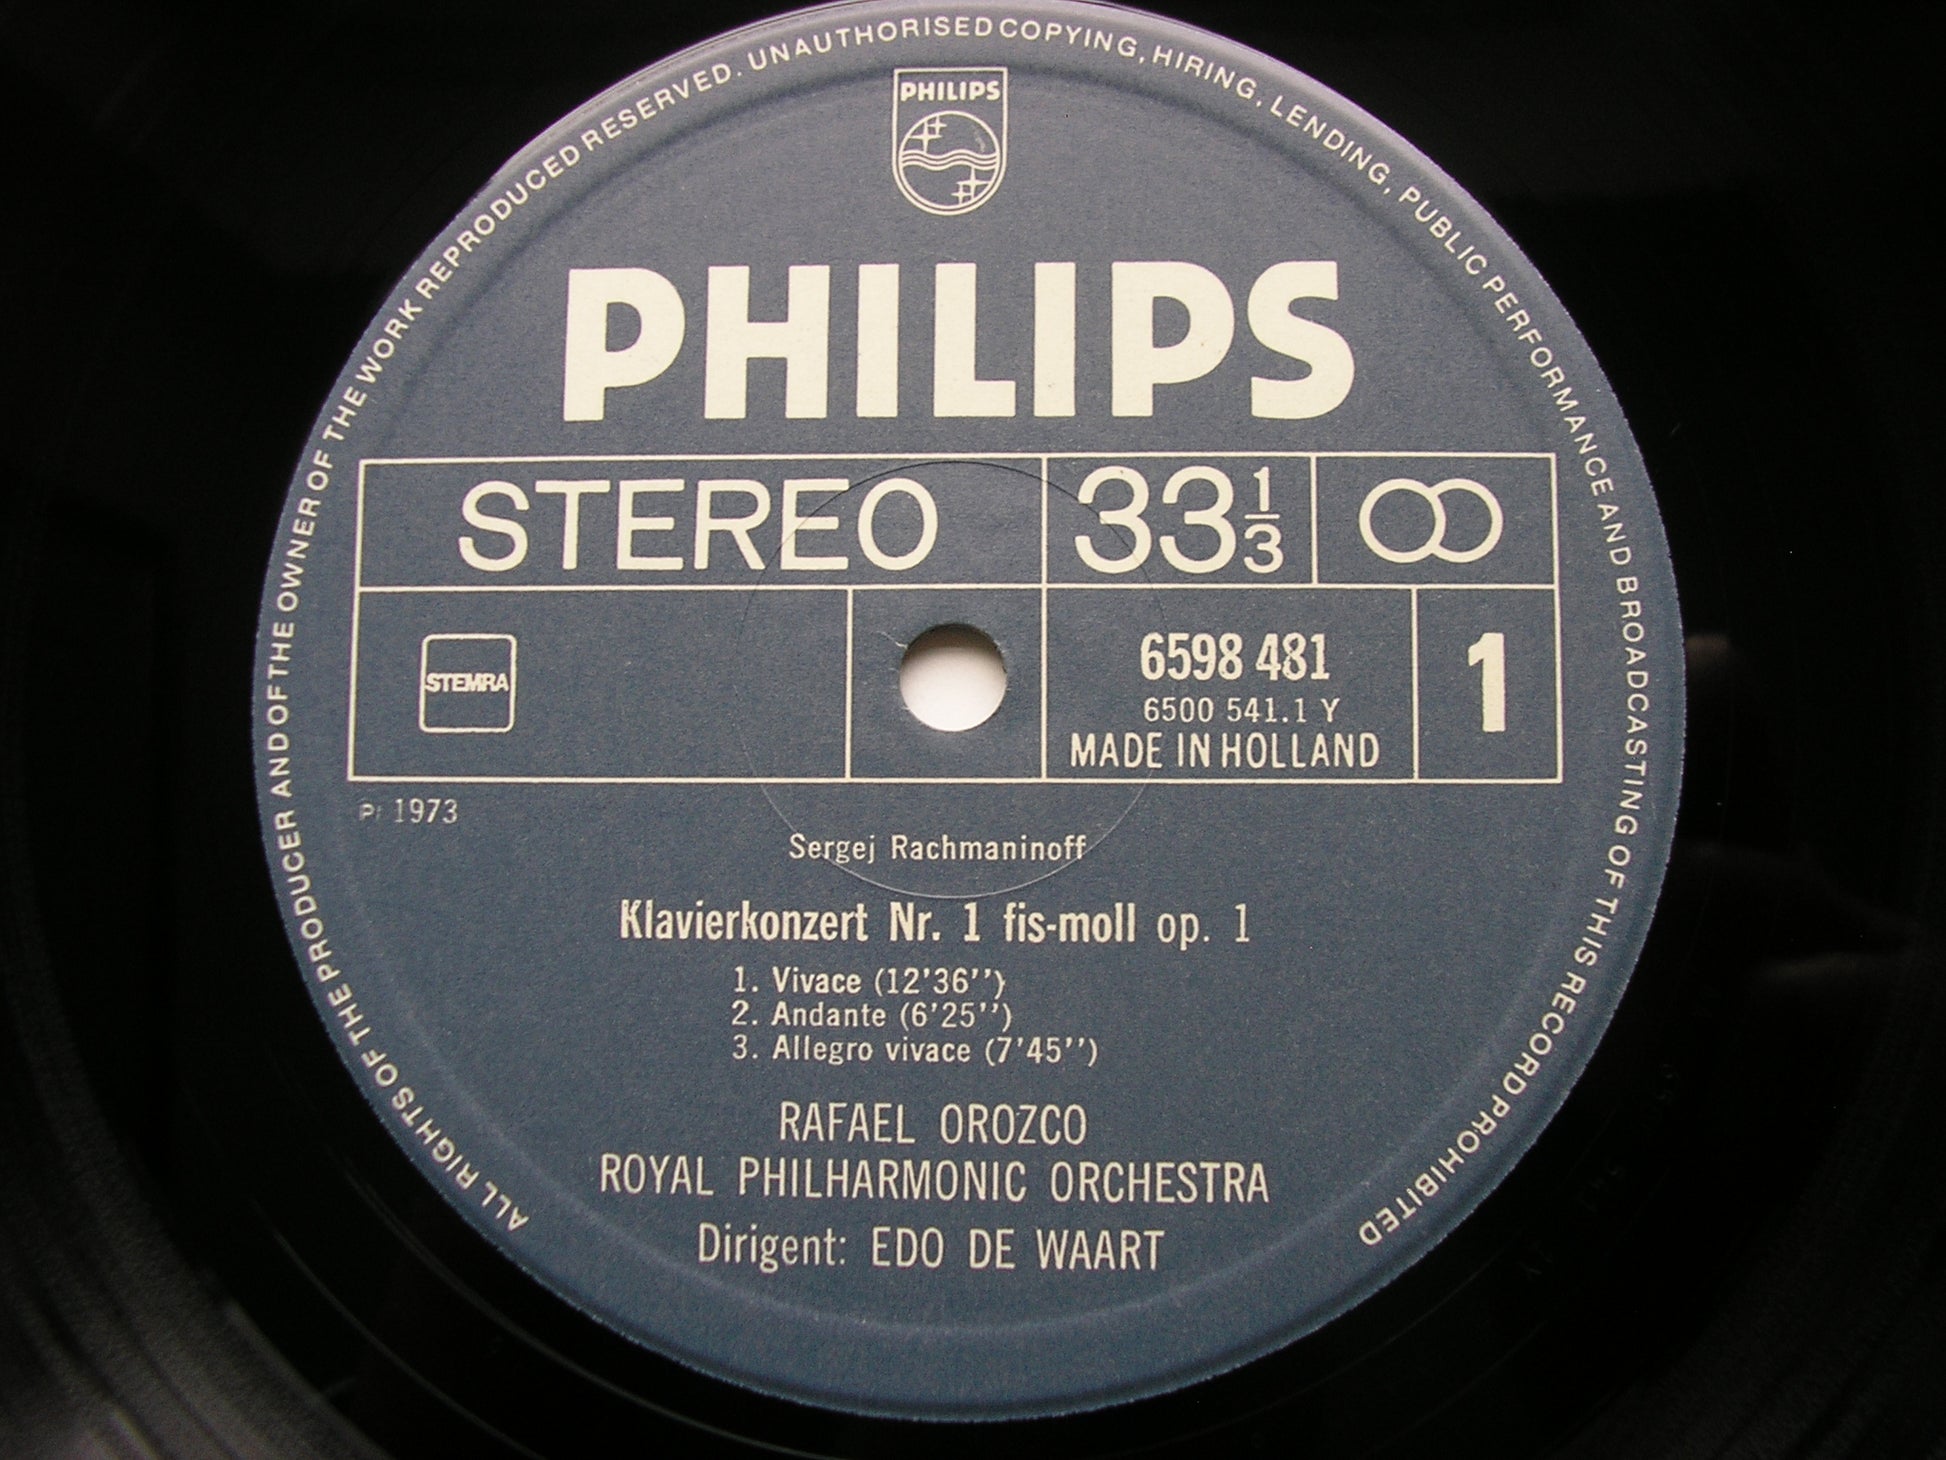 ALL RIGHTS OF THE PRODUCER AND OF THE OWNER OF THE WORK REPRODUCED RESERVED. UNAUTHORISED COPYING, HIRING, LENDING, PUBLIC PERFORMANCE AND BROADCASTING OF THIS RECORD PROHIBITED
PHILIPS
PHILIPS
STEREO 33 1/3
STEMRA
6598 481
6500 541.1 Y
MADE IN HOLLAND
1
1973
Sergej Rachmaninoff
Klavierkonzert Nr. 1 fis-moll op. 1
1. Vivace (12'36'')
2. Andante (6'25'')
3. Allegro vivace (7'45'')
RAFAEL OROZCO
ROYAL PHILHARMONIC ORCHESTRA
Dirigent: EDO DE WAART